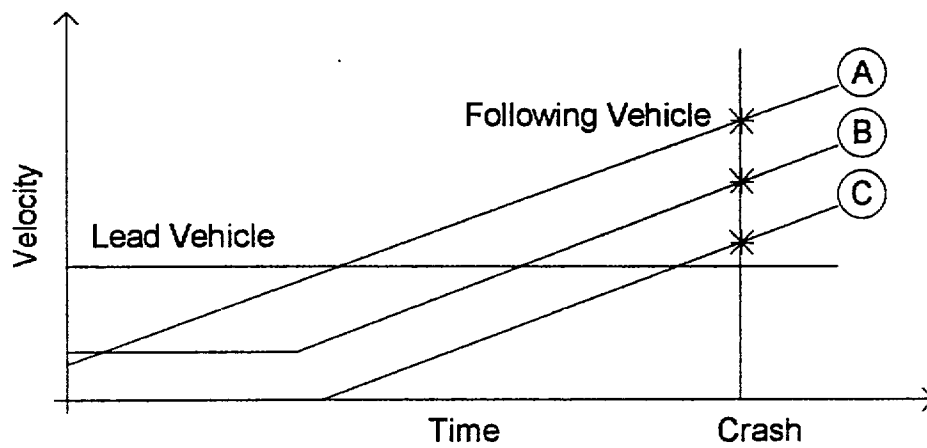 A
Following Vehicle
B
C
Lead Vehicle
Velocity
Time
Crash